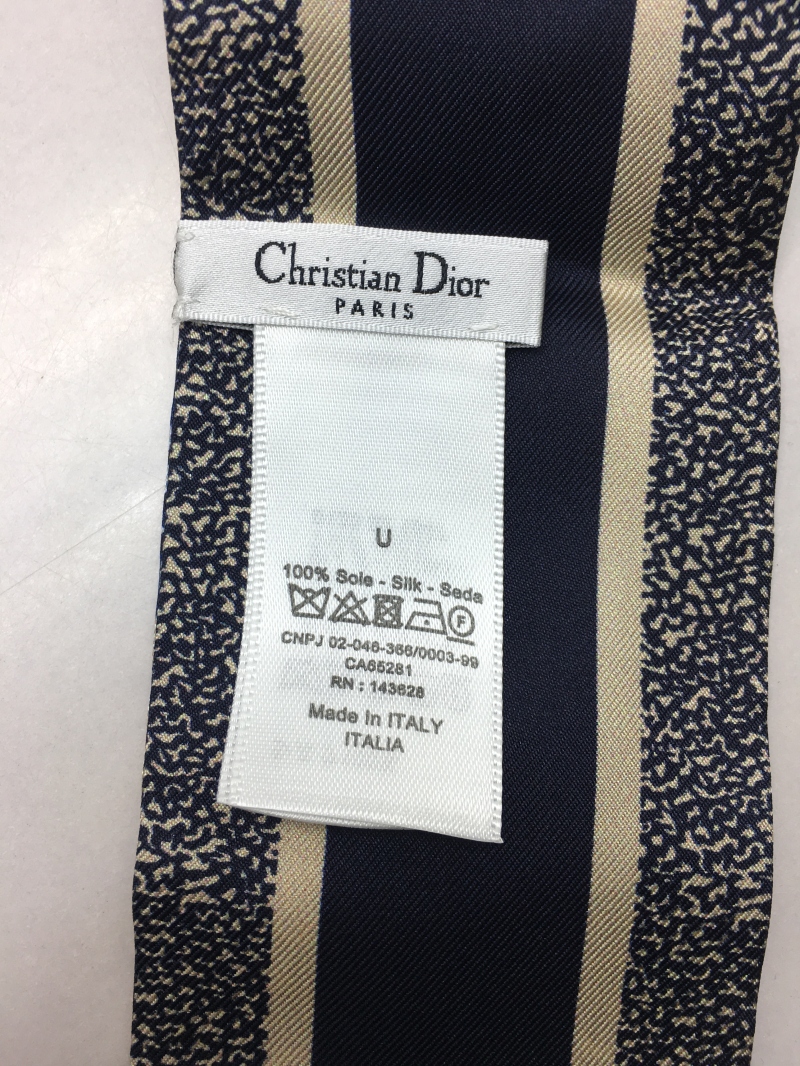 Christian Dior
PARIS
U
100% Soie - Silk - Seda
F
CNPJ 02-046-366/0003-99
CA65281
RN : 143628
Made in ITALY
ITALIA